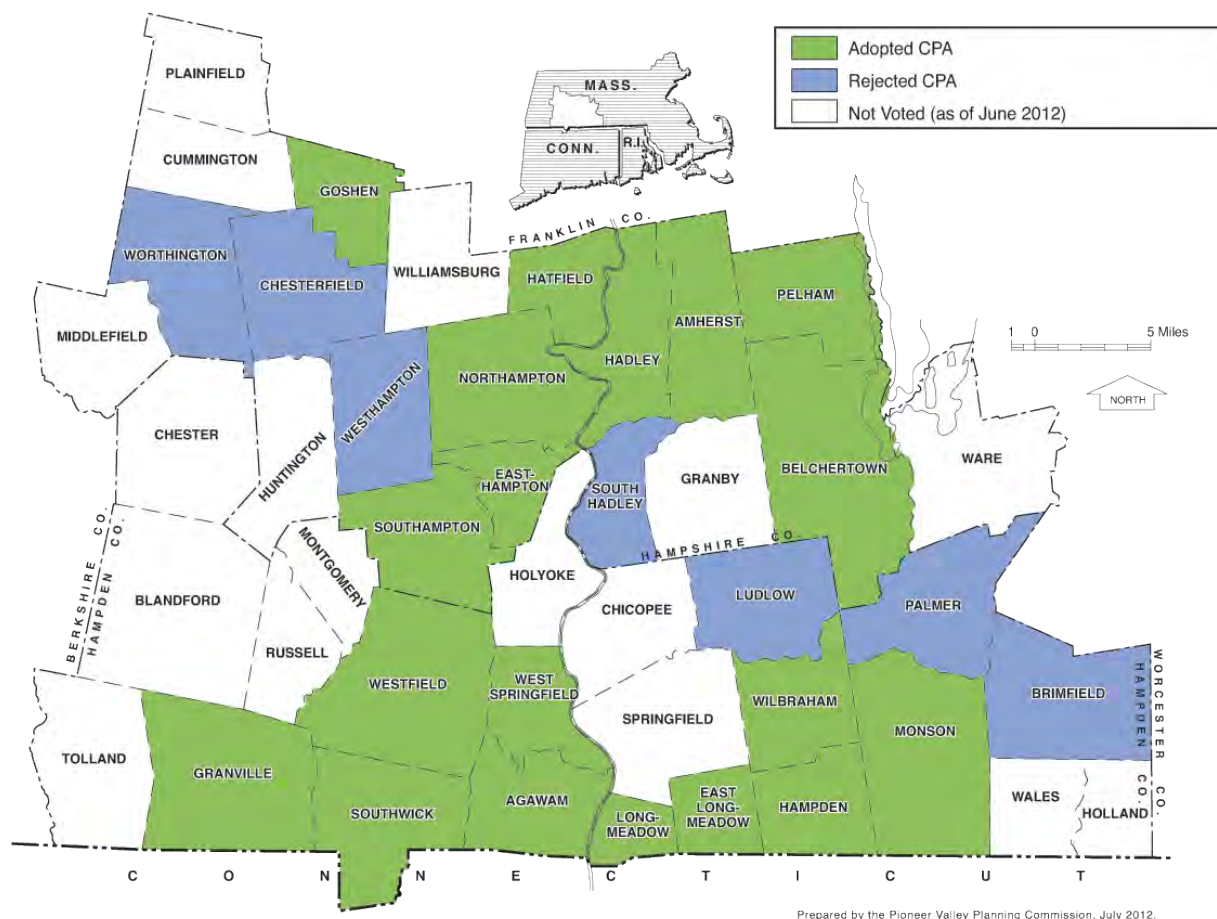 Adopted CPA
Rejected CPA
Not Voted (as of June 2012)
MASS.
CONN.
R.I.
PLAINFIELD
CUMMINGTON
GOSHEN
WORTHINGTON
CHESTERFIELD
WILLIAMSBURG
FRANKLIN CO.
HATFIELD
PELHAM
AMHERST
HADLEY
MIDDLEFIELD
NORTHAMPTON
WESTHAMPTON
1 0 5 Miles
NORTH
CHESTER
HUNTINGTON
EAST-
HAMPTON
SOUTH
HADLEY
GRANBY
BELCHERTOWN
WARE
SOUTHAMPTON
MONTGOMERY
HAMPSHIRE CO.
BERKSHIRE CO.
HAMPDEN CO.
BLANDFORD
HOLYOKE
CHICOPEE
LUDLOW
PALMER
RUSSELL
WESTFIELD
WEST
SPRINGFIELD
SPRINGFIELD
WILBRAHAM
MONSON
BRIMFIELD
WORCESTER CO.
HAMPDEN CO.
TOLLAND
GRANVILLE
SOUTHWICK
AGAWAM
LONG-
MEADOW
EAST
LONG-
MEADOW
HAMPDEN
WALES
HOLLAND
CONNECTICUT
Prepared by the Pioneer Valley Planning Commission, July 2012.